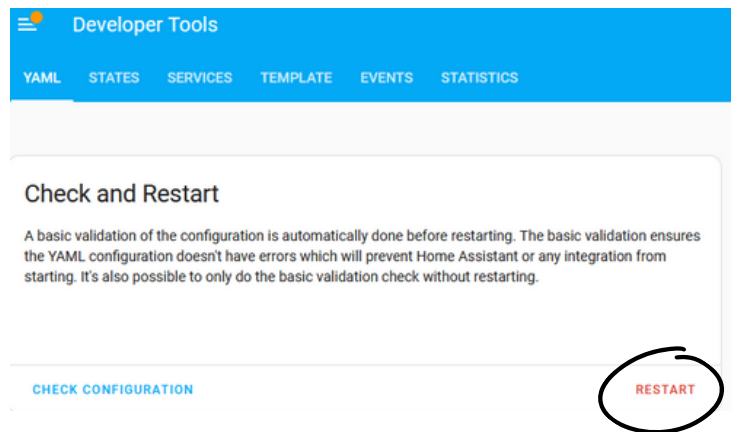 Developer Tools
YAML STATES SERVICES TEMPLATE EVENTS STATISTICS
Check and Restart
A basic validation of the configuration is automatically done before restarting. The basic validation ensures
the YAML configuration doesn't have errors which will prevent Home Assistant or any integration from
starting. It's also possible to only do the basic validation check without restarting.
CHECK CONFIGURATION RESTART